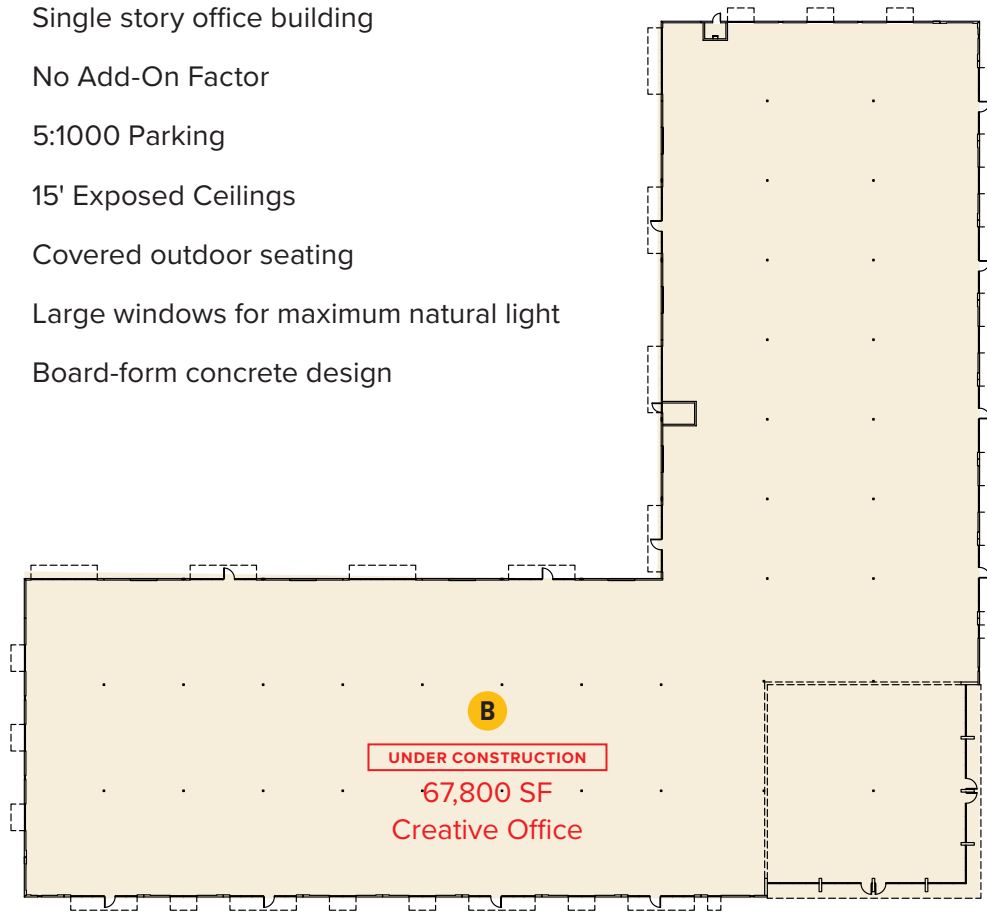 Single story office building
No Add-On Factor
5:1000 Parking
15' Exposed Ceilings
Covered outdoor seating
Large windows for maximum natural light
Board-form concrete design
B
UNDER CONSTRUCTION
67,800 SF
Creative Office